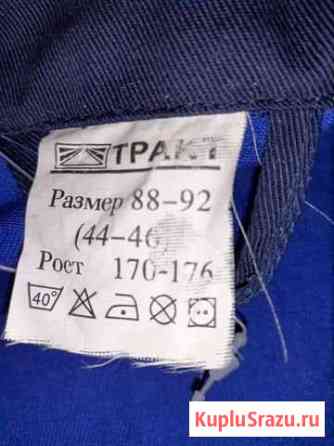 ТРАКТ
Размер 88-92
(44-46)
Рост 170-176
40°
KupluSrazu.ru